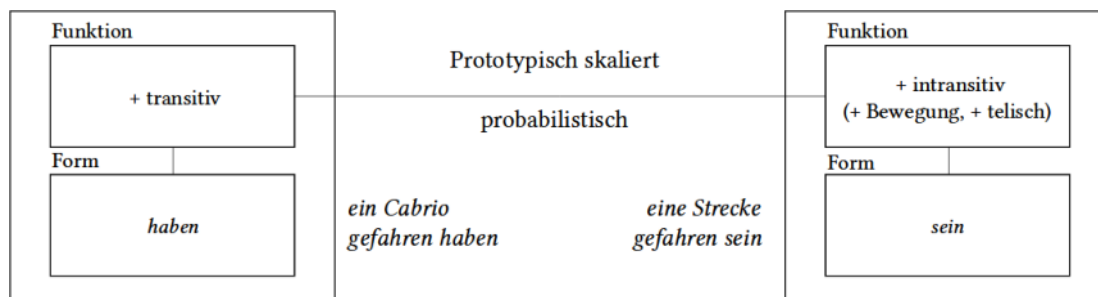 Funktion
+ transitiv
Form
haben
Prototypisch skaliert
probabilistisch
ein Cabrio
gefahren haben
eine Strecke
gefahren sein
Funktion
+ intransitiv
(+ Bewegung, + telisch)
Form
sein